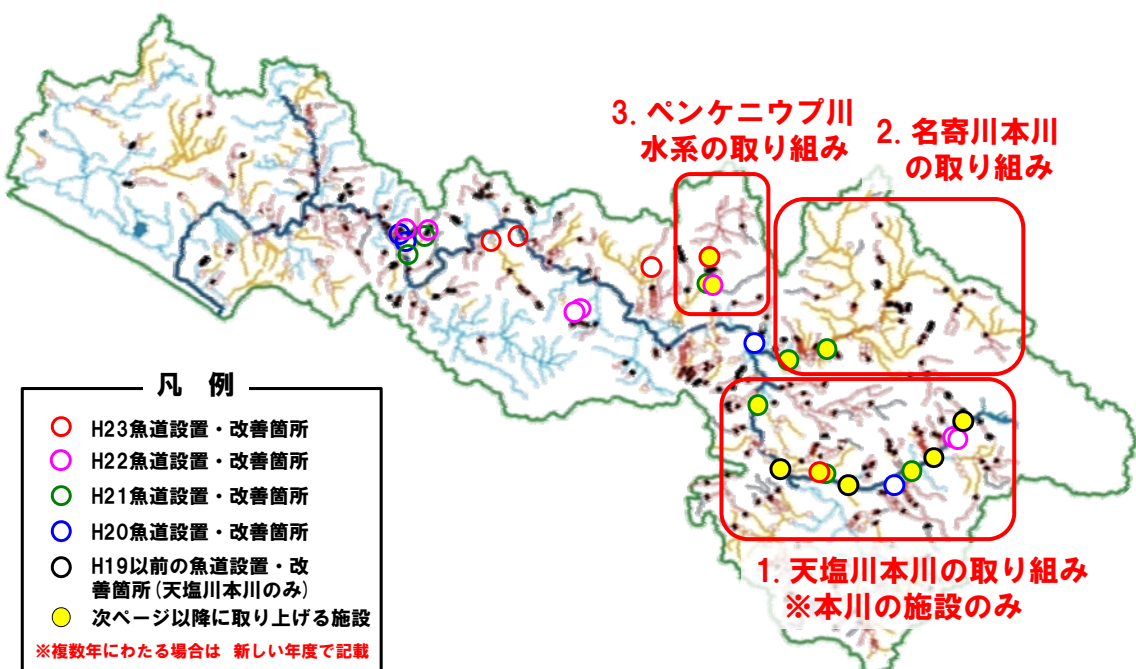 3. ペンケニウプ川
水系の取り組み
2. 名寄川本川
の取り組み
凡 例
H23魚道設置・改善箇所
H22魚道設置・改善箇所
H21魚道設置・改善箇所
H20魚道設置・改善箇所
H19以前の魚道設置・改
善箇所(天塩川本川のみ)
次ページ以降に取り上げる施設
※複数年にわたる場合は 新しい年度で記載
1. 天塩川本川の取り組み
※本川の施設のみ